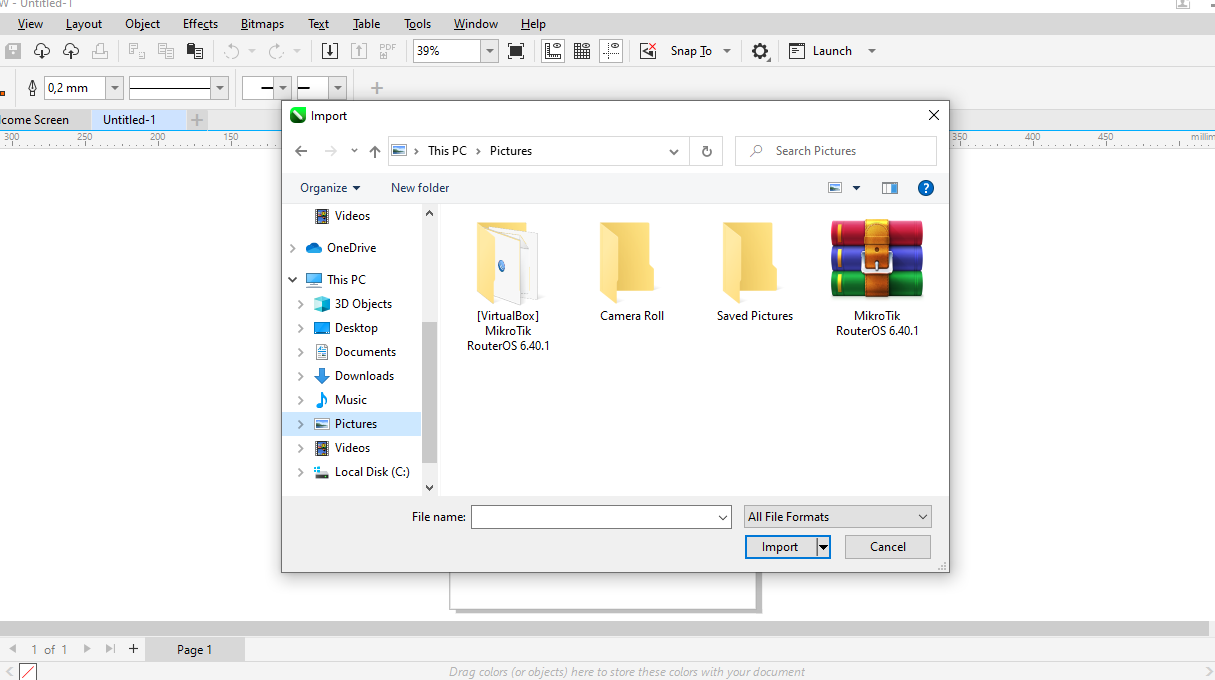 W - Untitled-1
View Layout Object Effects Bitmaps Text Table Tools Window Help
PDF 39% Snap To Launch
0,2 mm
come Screen Untitled-1
300 250 200 150 350 400 450 millim
Import
This PC Pictures Search Pictures
Organize New folder
Videos
OneDrive
This PC
3D Objects
Desktop
Documents
Downloads
Music
Pictures
Videos
Local Disk (C:)
[VirtualBox]
MikroTik
RouterOS 6.40.1
Camera Roll
Saved Pictures
MikroTik
RouterOS 6.40.1
File name: All File Formats
Import Cancel
1 of 1 Page 1
Drag colors (or objects) here to store these colors with your document